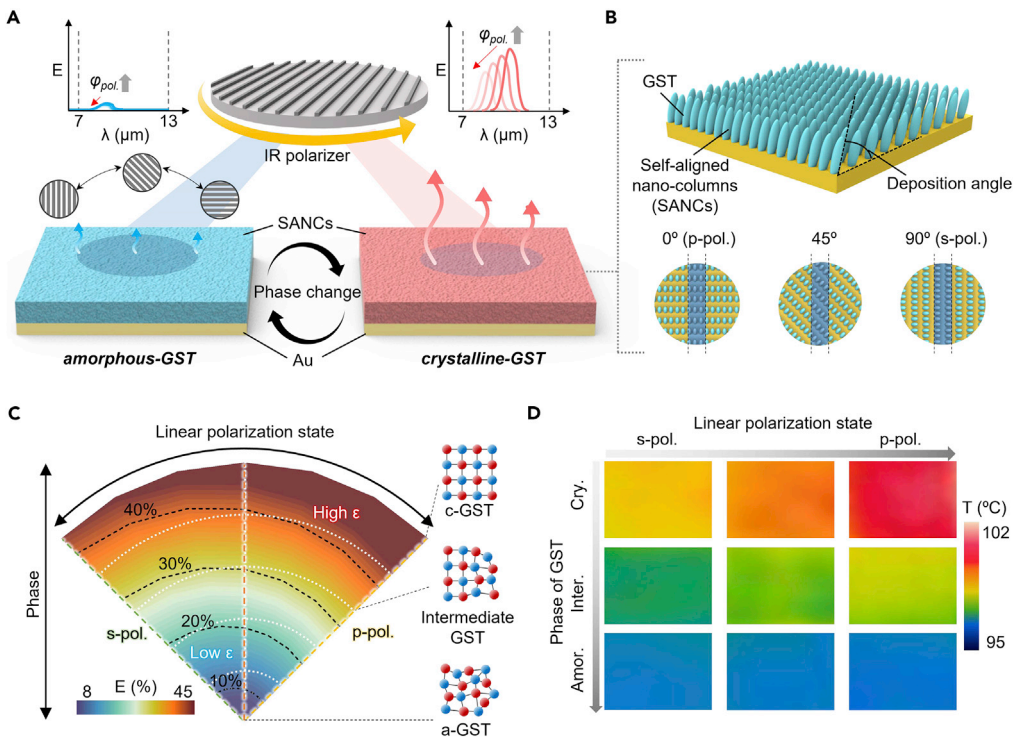 A
E
φpol.
7
13
λ (µm)
IR polarizer
E
φpol.
7
13
λ (µm)
SANCs
Phase change
Au
amorphous-GST
crystalline-GST
B
GST
Self-aligned
nano-columns
(SANCs)
Deposition angle
0º (p-pol.)
45º
90º (s-pol.)
C
Linear polarization state
Phase
40%
30%
20%
10%
High ε
Low ε
s-pol.
p-pol.
8
E (%)
45
c-GST
Intermediate
GST
a-GST
D
Linear polarization state
s-pol.
p-pol.
Phase of GST
Cry.
Inter.
Amor.
T (ºC)
102
95